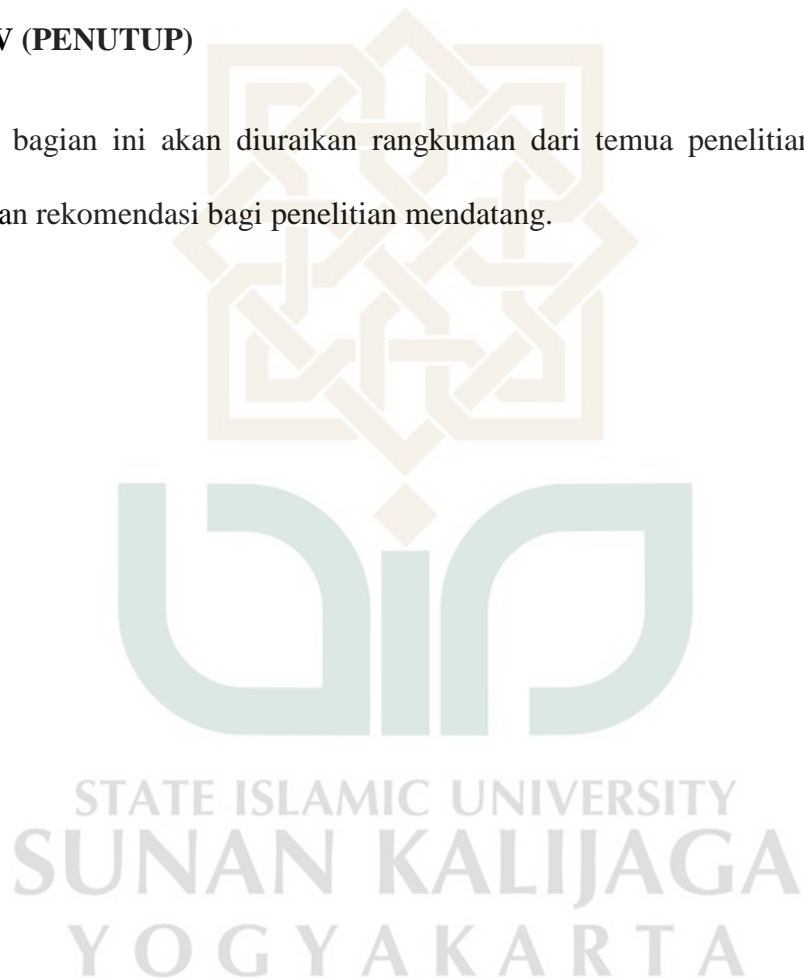 V (PENUTUP)
bagian ini akan diuraikan rangkuman dari temua penelitian
an rekomendasi bagi penelitian mendatang.
STATE ISLAMIC UNIVERSITY
SUNAN KALIJAGA
YOGYAKARTA